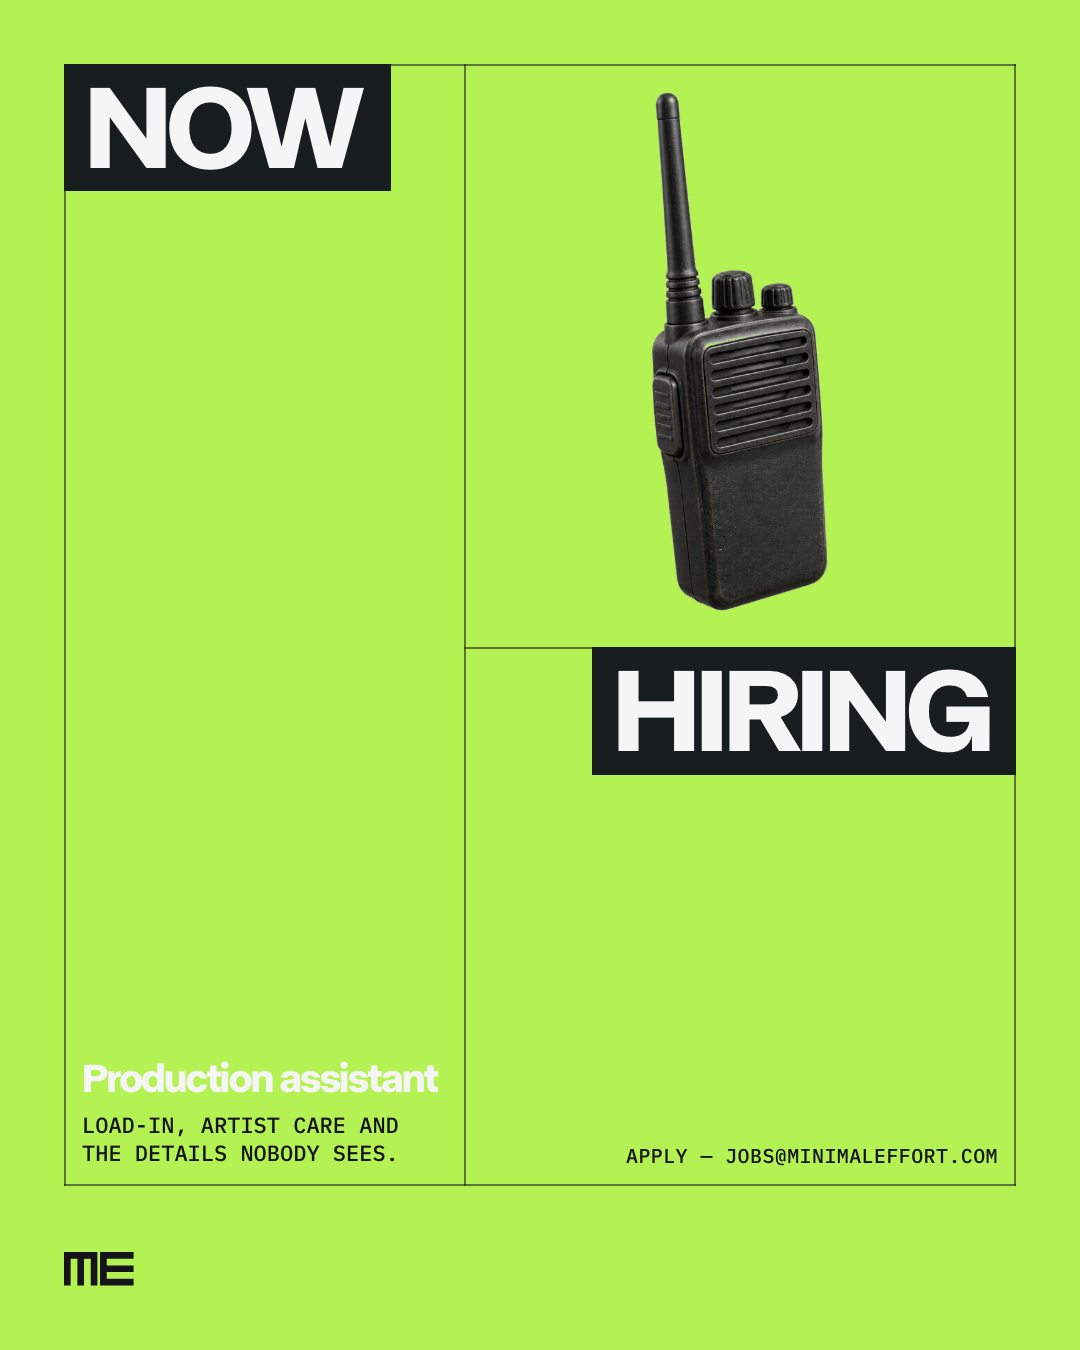 NOW
HIRING
Production assistant
LOAD-IN, ARTIST CARE AND
THE DETAILS NOBODY SEES.
APPLY — JOBS@MINIMALEFFORT.COM
ME